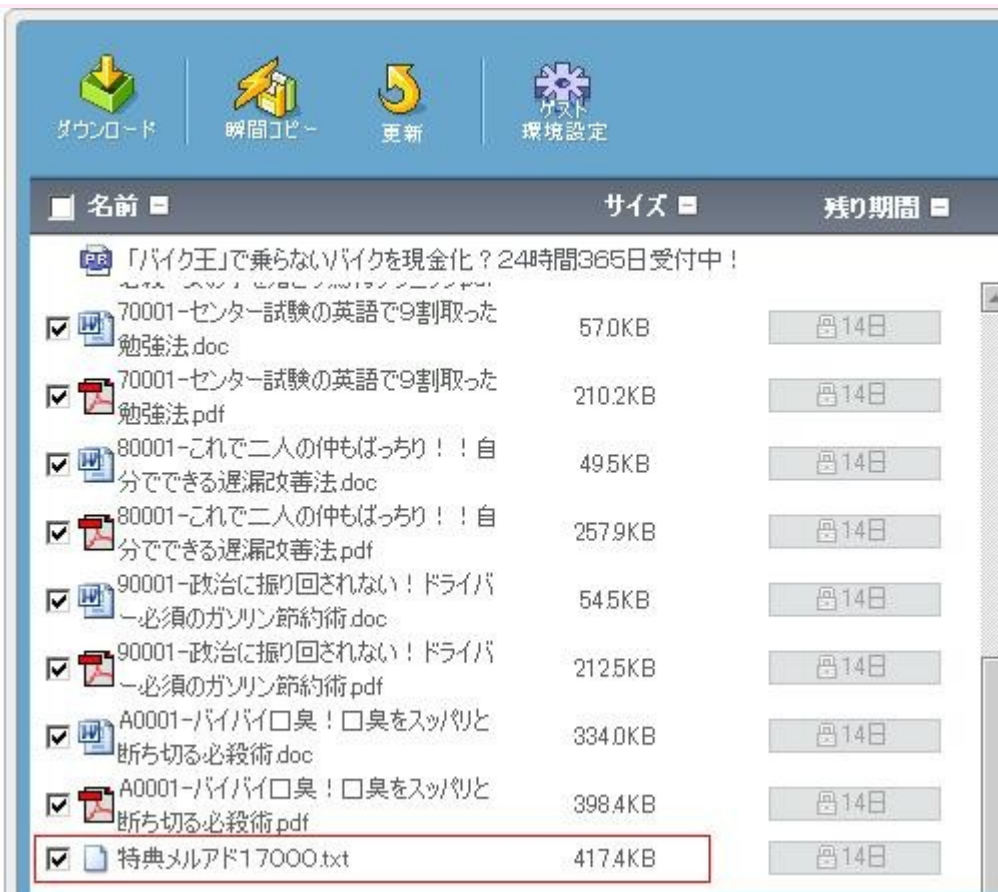 ダウンロード
瞬間コピー
更新
ゲスト
環境設定
名前 サイズ 残り期間
PR 「バイク王」で乗らないバイクを現金化？24時間365日受付中！
70001-センター試験の英語で9割取った 57.0KB 14日
勉強法.doc
70001-センター試験の英語で9割取った 210.2KB 14日
勉強法.pdf
80001-これで二人の仲もばっちり！！自 49.5KB 14日
分でできる遅漏改善法.doc
80001-これで二人の仲もばっちり！！自 257.9KB 14日
分でできる遅漏改善法.pdf
90001-政治に振り回されない！ドライバ 54.5KB 14日
ー必須のガソリン節約術.doc
90001-政治に振り回されない！ドライバ 212.5KB 14日
ー必須のガソリン節約術.pdf
A0001-バイバイ口臭！口臭をスッパリと 334.0KB 14日
断ち切る必殺術.doc
A0001-バイバイ口臭！口臭をスッパリと 398.4KB 14日
断ち切る必殺術.pdf
特典メルアド17000.txt 417.4KB 14日